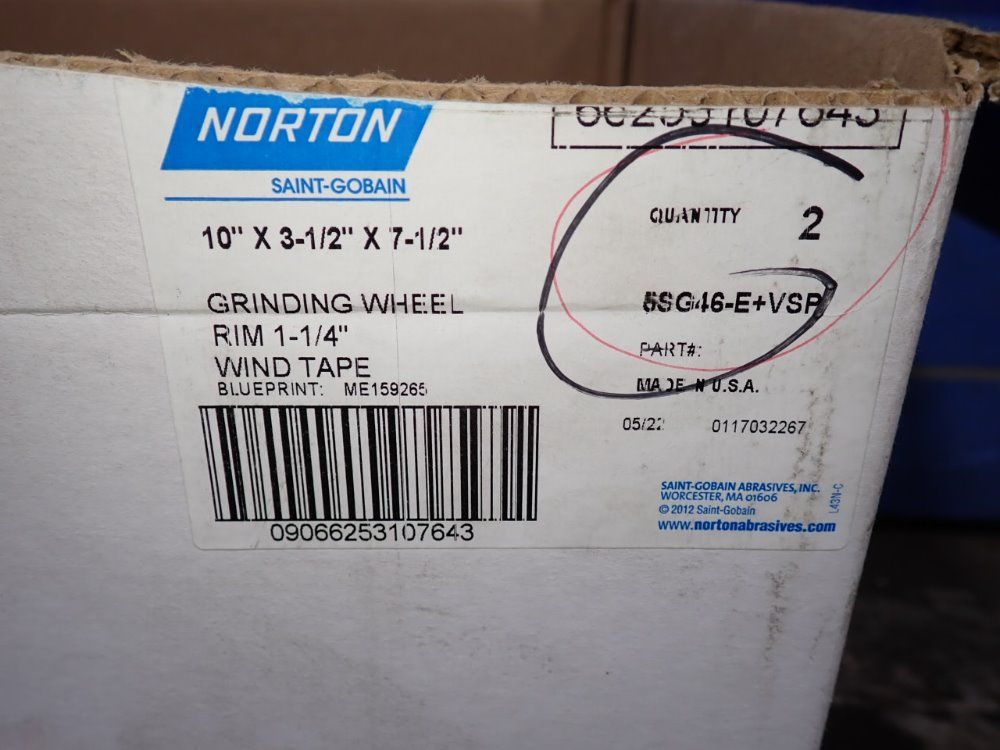 NORTON
SAINT-GOBAIN
66253107643
10" X 3-1/2" X 7-1/2"
QUANTITY 2
GRINDING WHEEL
5SG46-E+VSP
RIM 1-1/4"
WIND TAPE
PART#:
BLUEPRINT: ME159265
MADE IN U.S.A.
05/22 0117032267
SAINT-GOBAIN ABRASIVES, INC.
WORCESTER, MA 01606
© 2012 Saint-Gobain
www.nortonabrasives.com
L43N-C
09066253107643